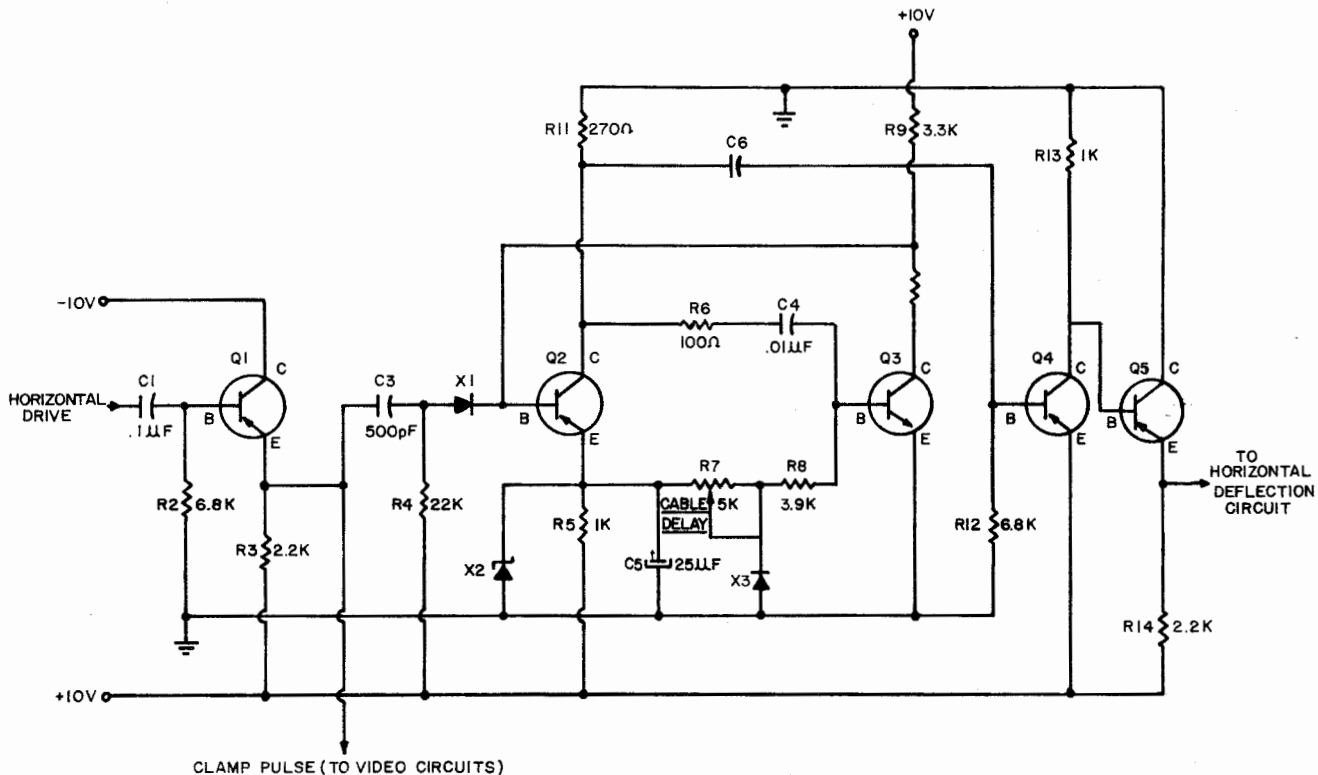 +10V
R11
270Ω
C6
R9
3.3K
R13
1K
-10V
Q1
C
B
E
HORIZONTAL
DRIVE
C1
.1µF
R2
6.8K
R3
2.2K
C3
500pF
X1
R4
22K
Q2
C
B
E
R6
100Ω
C4
.01µF
R5
1K
X2
R7
5K
CABLE
DELAY
R8
3.9K
C5
25µF
X3
Q3
C
B
E
R12
6.8K
Q4
C
B
E
Q5
C
B
E
TO
HORIZONTAL
DEFLECTION
CIRCUIT
R14
2.2K
+10V
CLAMP PULSE (TO VIDEO CIRCUITS)